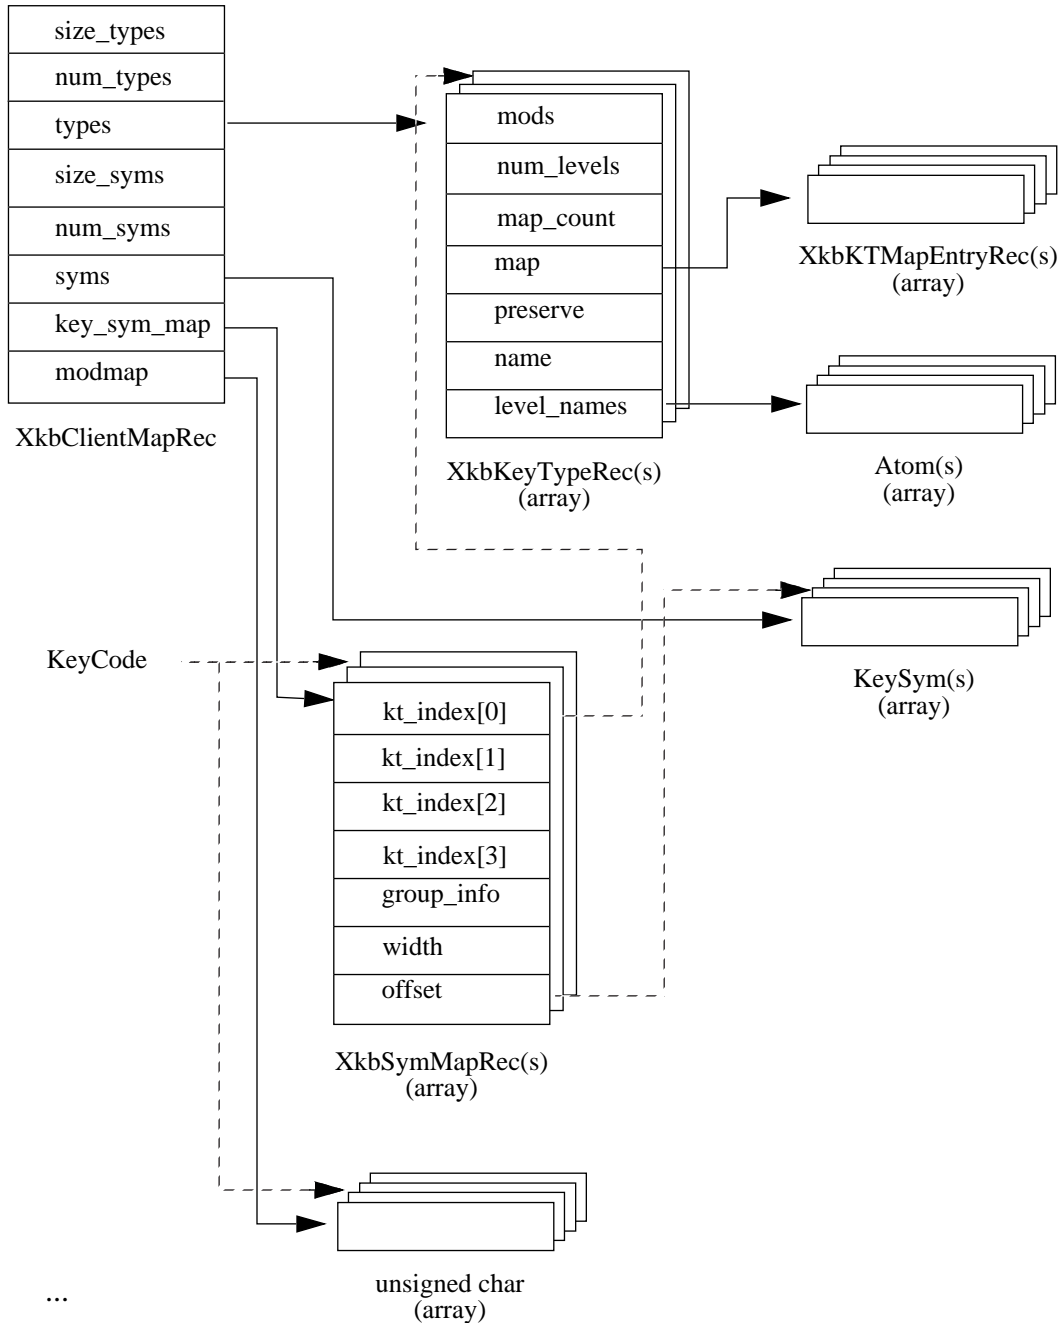 size_types
num_types
types
size_syms
num_syms
syms
key_sym_map
modmap
XkbClientMapRec
mods
num_levels
map_count
map
preserve
name
level_names
XkbKeyTypeRec(s)
(array)
XkbKTMapEntryRec(s)
(array)
Atom(s)
(array)
KeySym(s)
(array)
KeyCode
kt_index[0]
kt_index[1]
kt_index[2]
kt_index[3]
group_info
width
offset
XkbSymMapRec(s)
(array)
unsigned char
(array)
...